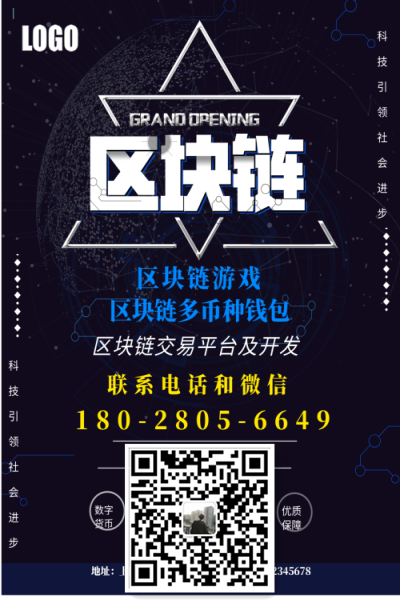 LOGO
科技引领社会进步
GRAND OPENING
区块链
区块链游戏
区块链多币种钱包
区块链交易平台及开发
联系电话和微信
180-2805-6649
科技引领社会进步
数字
货币
优质
保障
地址:
2345678